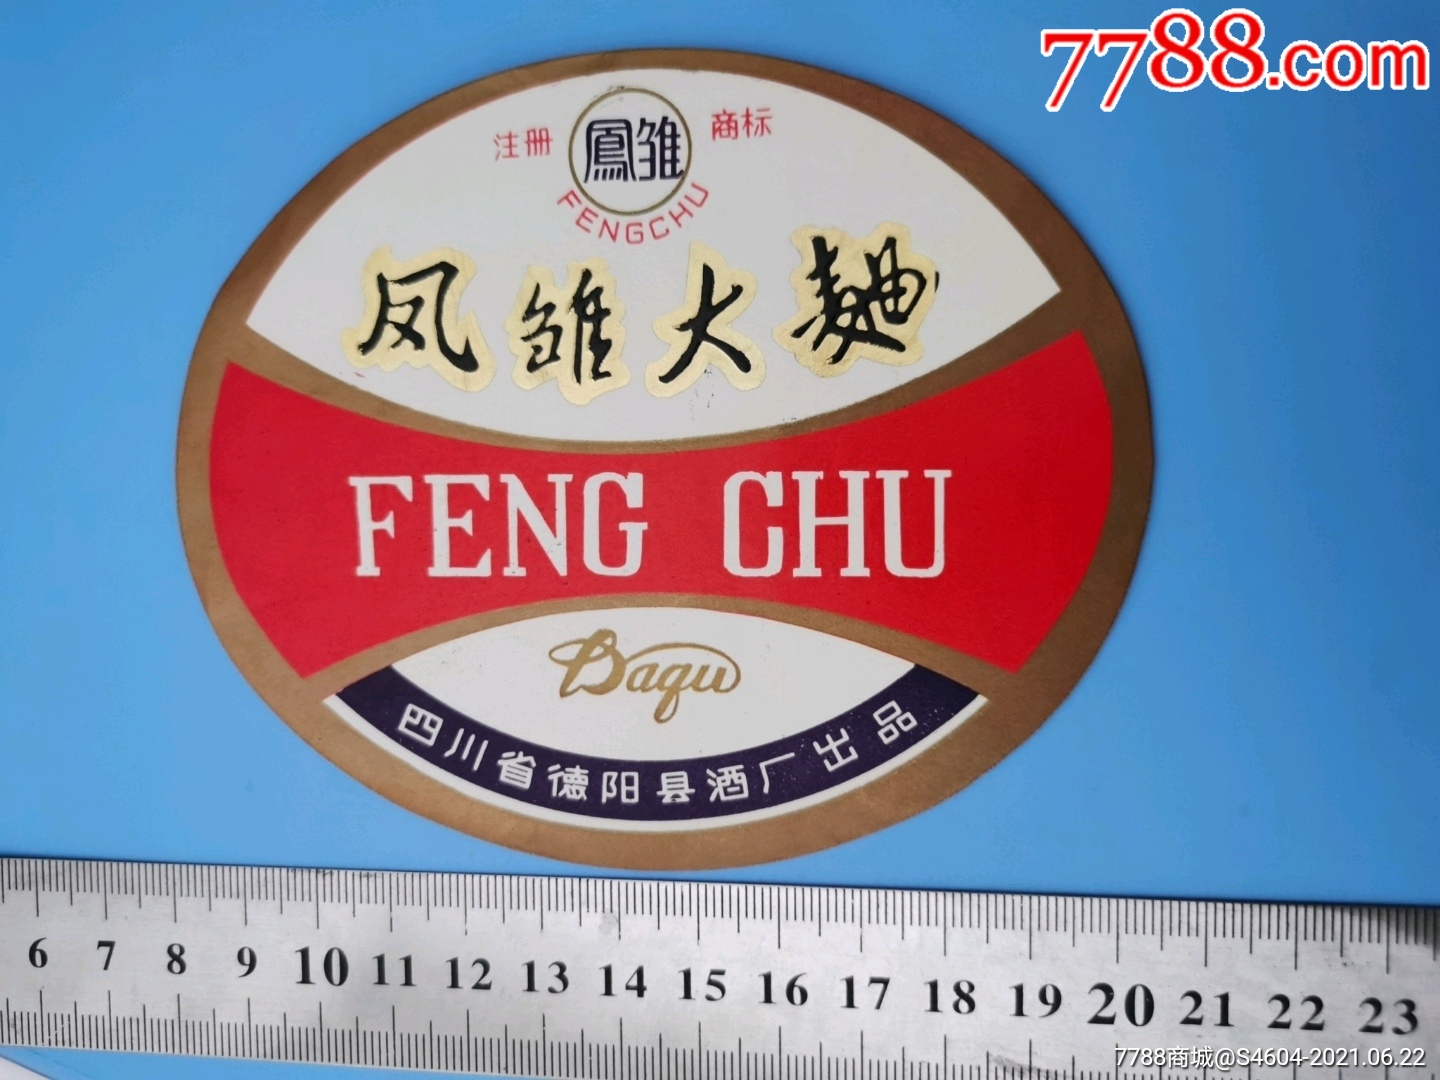 7788.com
注册 鳳雏 商标
FENGCHU
凤雏大麯
FENG CHU
Daqu
四川省德阳县酒厂出品
6 7 8 9 10 11 12 13 14 15 16 17 18 19 20 21 22 23
7788商城@S4604-2021.06.22